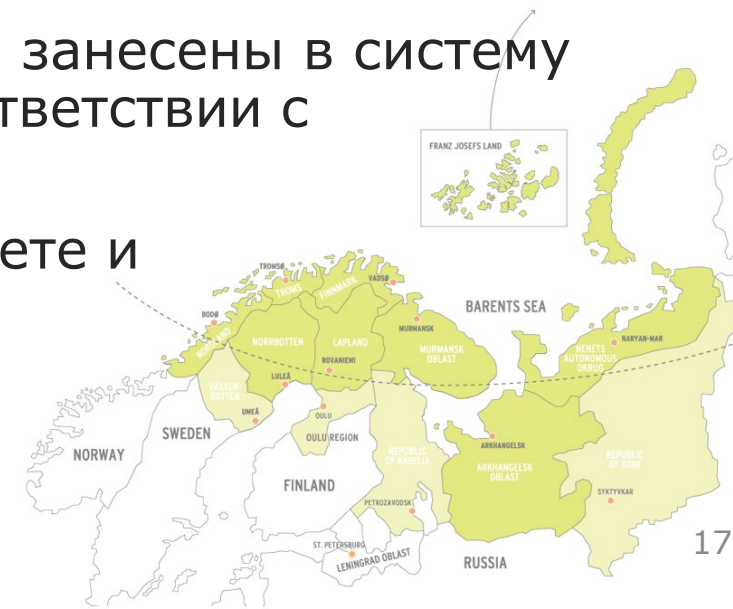 занесены в систему
тветствии с
ете и
FRANZ JOSEFS LAND
TROMSØ
TROMS
FINNMARK
VADSØ
BODØ
NORDLAND
BARENTS SEA
MURMANSK
NORRBOTTEN
LAPLAND
MURMANSK
OBLAST
NARYAN-MAR
NENETS
AUTONOMOUS
OKRUG
ROVANIEMI
LULEÅ
VÄSTER-
BOTTEN
UMEÅ
OULU
SWEDEN
OULU REGION
NORWAY
ARKHANGELSK
REPUBLIC
OF KARELIA
ARKHANGELSK
OBLAST
REPUBLIC
OF KOMI
FINLAND
SYKTYVKAR
PETROZAVODSK
ST. PETERSBURG
LENINGRAD OBLAST
RUSSIA
17